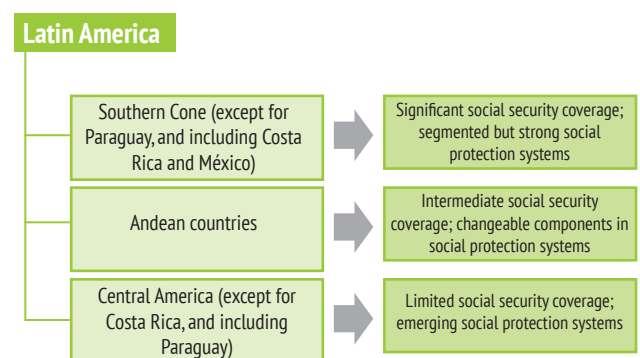 Latin America
Southern Cone (except for
Paraguay, and including Costa
Rica and México)
Significant social security coverage;
segmented but strong social
protection systems
Andean countries
Intermediate social security
coverage; changeable components in
social protection systems
Central America (except for
Costa Rica, and including
Paraguay)
Limited social security coverage;
emerging social protection systems